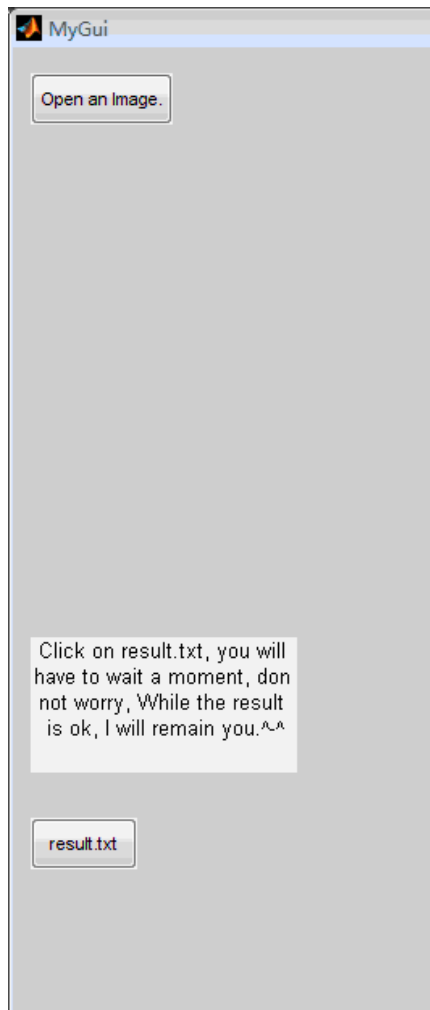 MyGui
Open an Image.
Click on result.txt, you will
have to wait a moment, don
not worry, While the result
is ok, I will remain you.^-^
result.txt